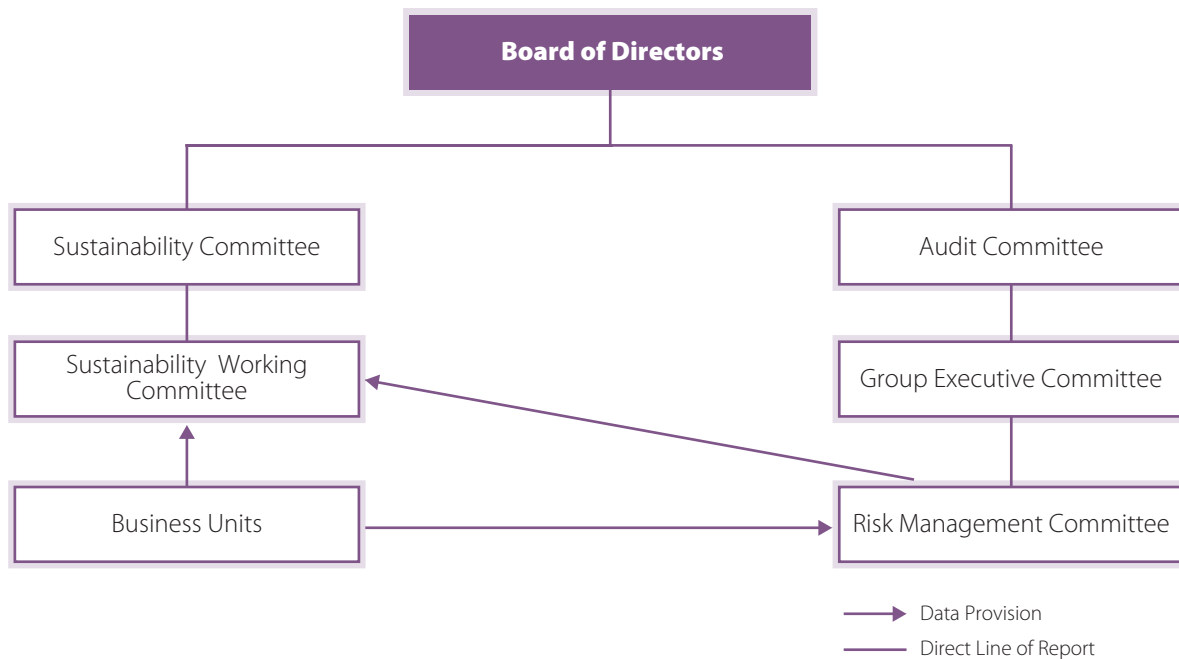 Board of Directors
Sustainability Committee
Audit Committee
Sustainability Working
Committee
Group Executive Committee
Business Units
Risk Management Committee
Data Provision
Direct Line of Report